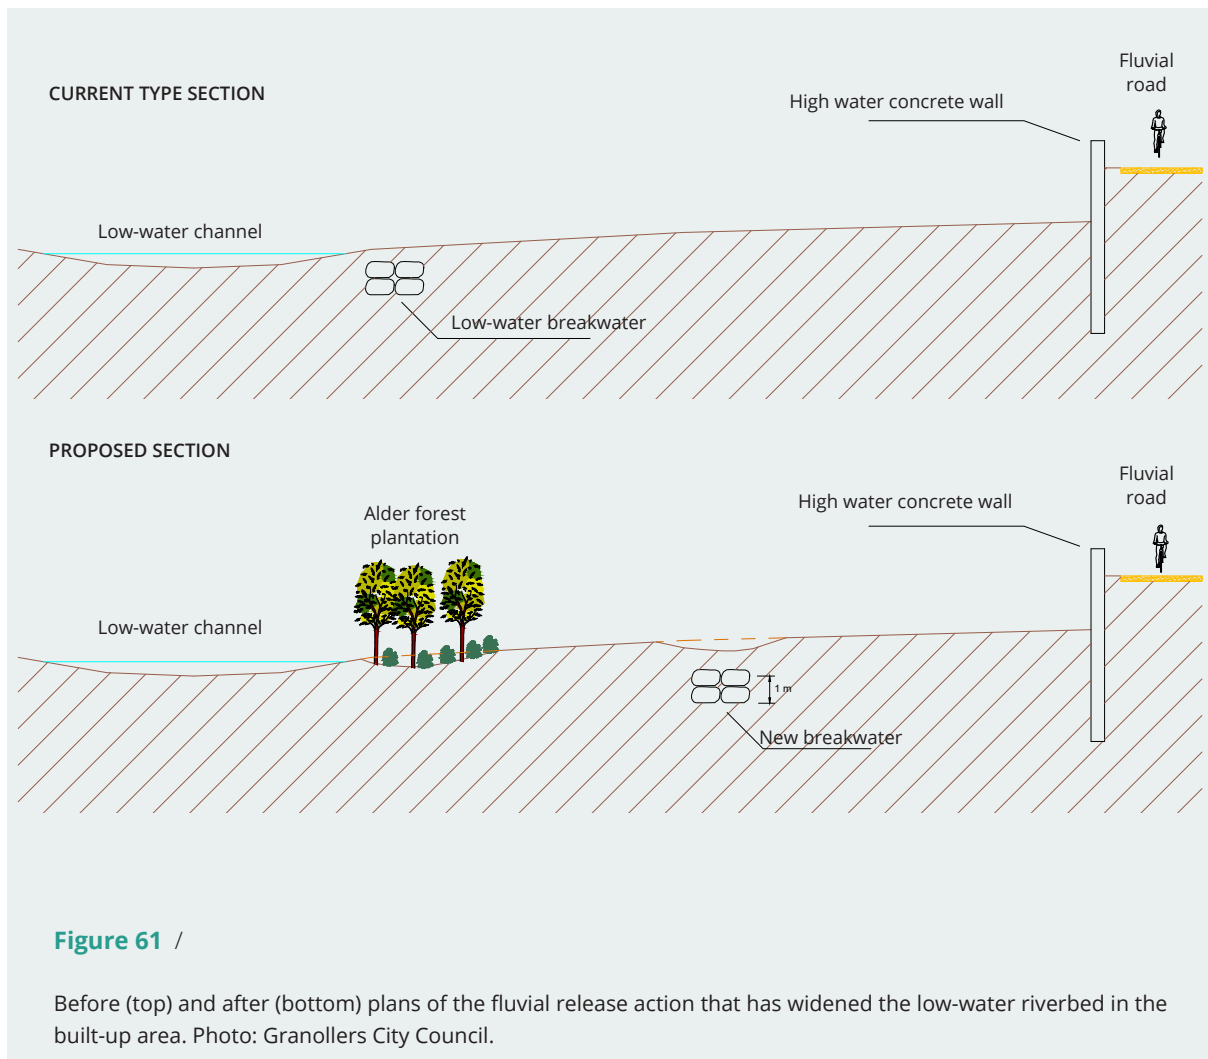 CURRENT TYPE SECTION
Fluvial
road
High water concrete wall
Low-water channel
Low-water breakwater
PROPOSED SECTION
Fluvial
road
High water concrete wall
Alder forest
plantation
Low-water channel
1 m
New breakwater
Figure 61 /
Before (top) and after (bottom) plans of the fluvial release action that has widened the low-water riverbed in the
built-up area. Photo: Granollers City Council.